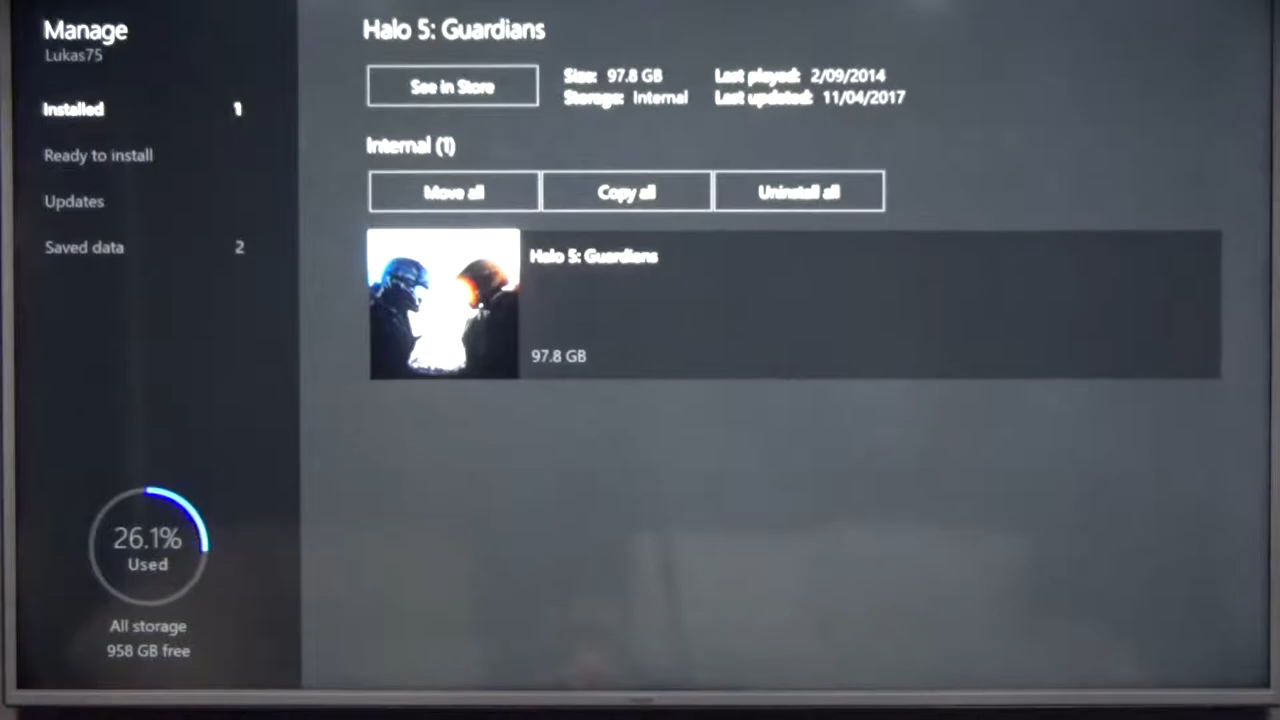 Manage
Lukas75
Installed 1
Ready to install
Updates
Saved data 2
26.1%
Used
All storage
958 GB free
Halo 5: Guardians
See in Store
Size: 97.8 GB
Storage: Internal
Last played: 2/09/2014
Last updated: 11/04/2017
Internal (1)
Move all Copy all Uninstall all
Halo 5: Guardians
97.8 GB